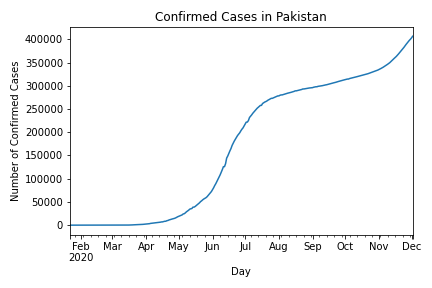 Confirmed Cases in Pakistan
400000
350000
300000
250000
200000
150000
100000
50000
0
Number of Confirmed Cases
Feb Mar Apr May Jun Jul Aug Sep Oct Nov Dec
2020
Day